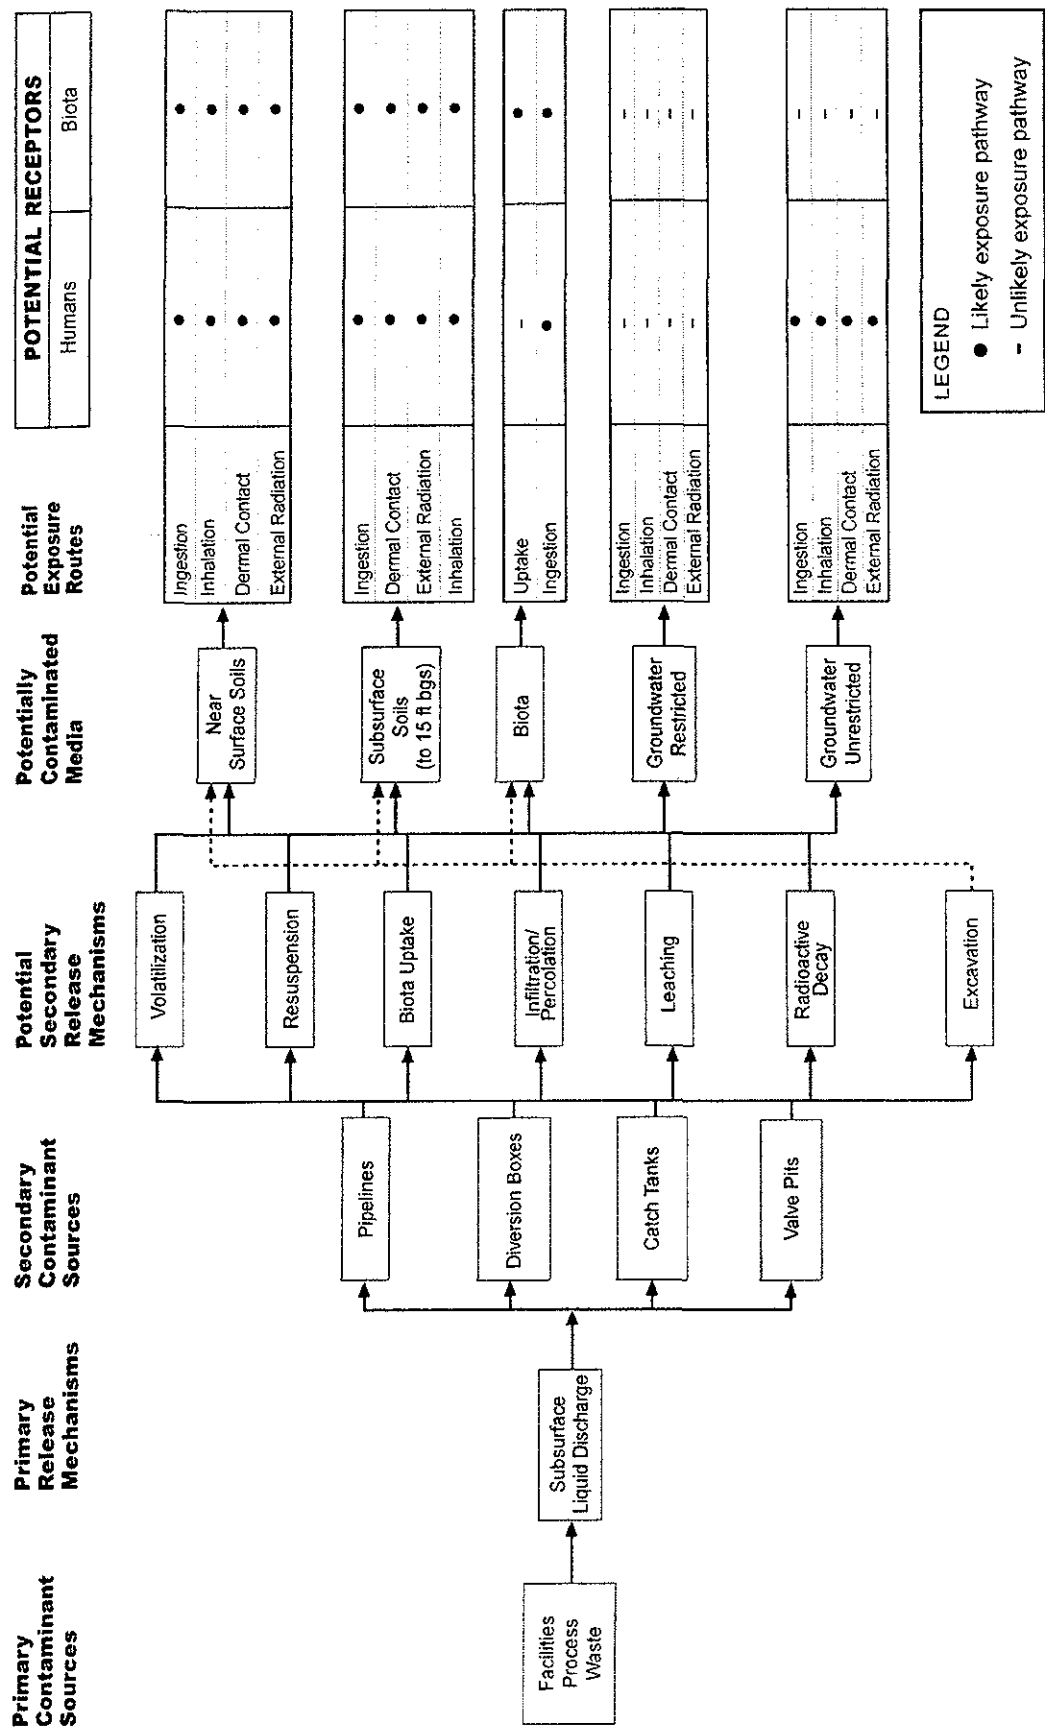 Primary
Contaminant
Sources
Primary
Release
Mechanisms
Secondary
Contaminant
Sources
Potential
Secondary
Release
Mechanisms
Potentially
Contaminated
Media
Potential
Exposure
Routes
POTENTIAL RECEPTORS
Humans
Biota
Facilities
Process
Waste
Subsurface
Liquid Discharge
Pipelines
Diversion Boxes
Catch Tanks
Valve Pits
Volatilization
Resuspension
Biota Uptake
Infiltration/
Percolation
Leaching
Radioactive
Decay
Excavation
Near
Surface Soils
Ingestion ● ●
Inhalation ● ●
Dermal Contact ● ●
External Radiation ● ●
Subsurface
Soils
(to 15 ft bgs)
Ingestion ● ●
Dermal Contact ● ●
External Radiation ● ●
Inhalation ● ●
Biota
Uptake – ●
Ingestion ● ●
Groundwater
Restricted
Ingestion – –
Inhalation – –
Dermal Contact – –
External Radiation – –
Groundwater
Unrestricted
Ingestion ● –
Inhalation ● –
Dermal Contact ● –
External Radiation ● –
LEGEND
● Likely exposure pathway
– Unlikely exposure pathway